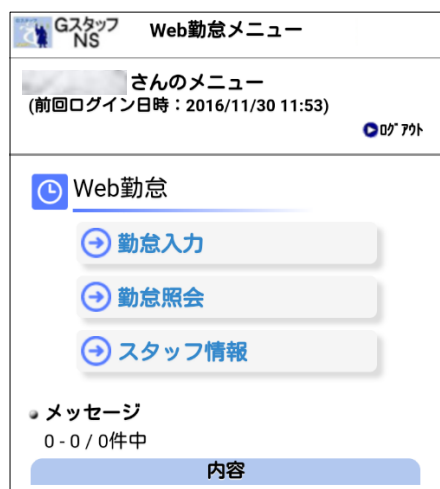 Gスタッフ
NS
Web勤怠メニュー
さんのメニュー
(前回ログイン日時：2016/11/30 11:53)
ﾛｸﾞｱｳﾄ
Web勤怠
勤怠入力
勤怠照会
スタッフ情報
メッセージ
0 - 0 / 0件中
内容